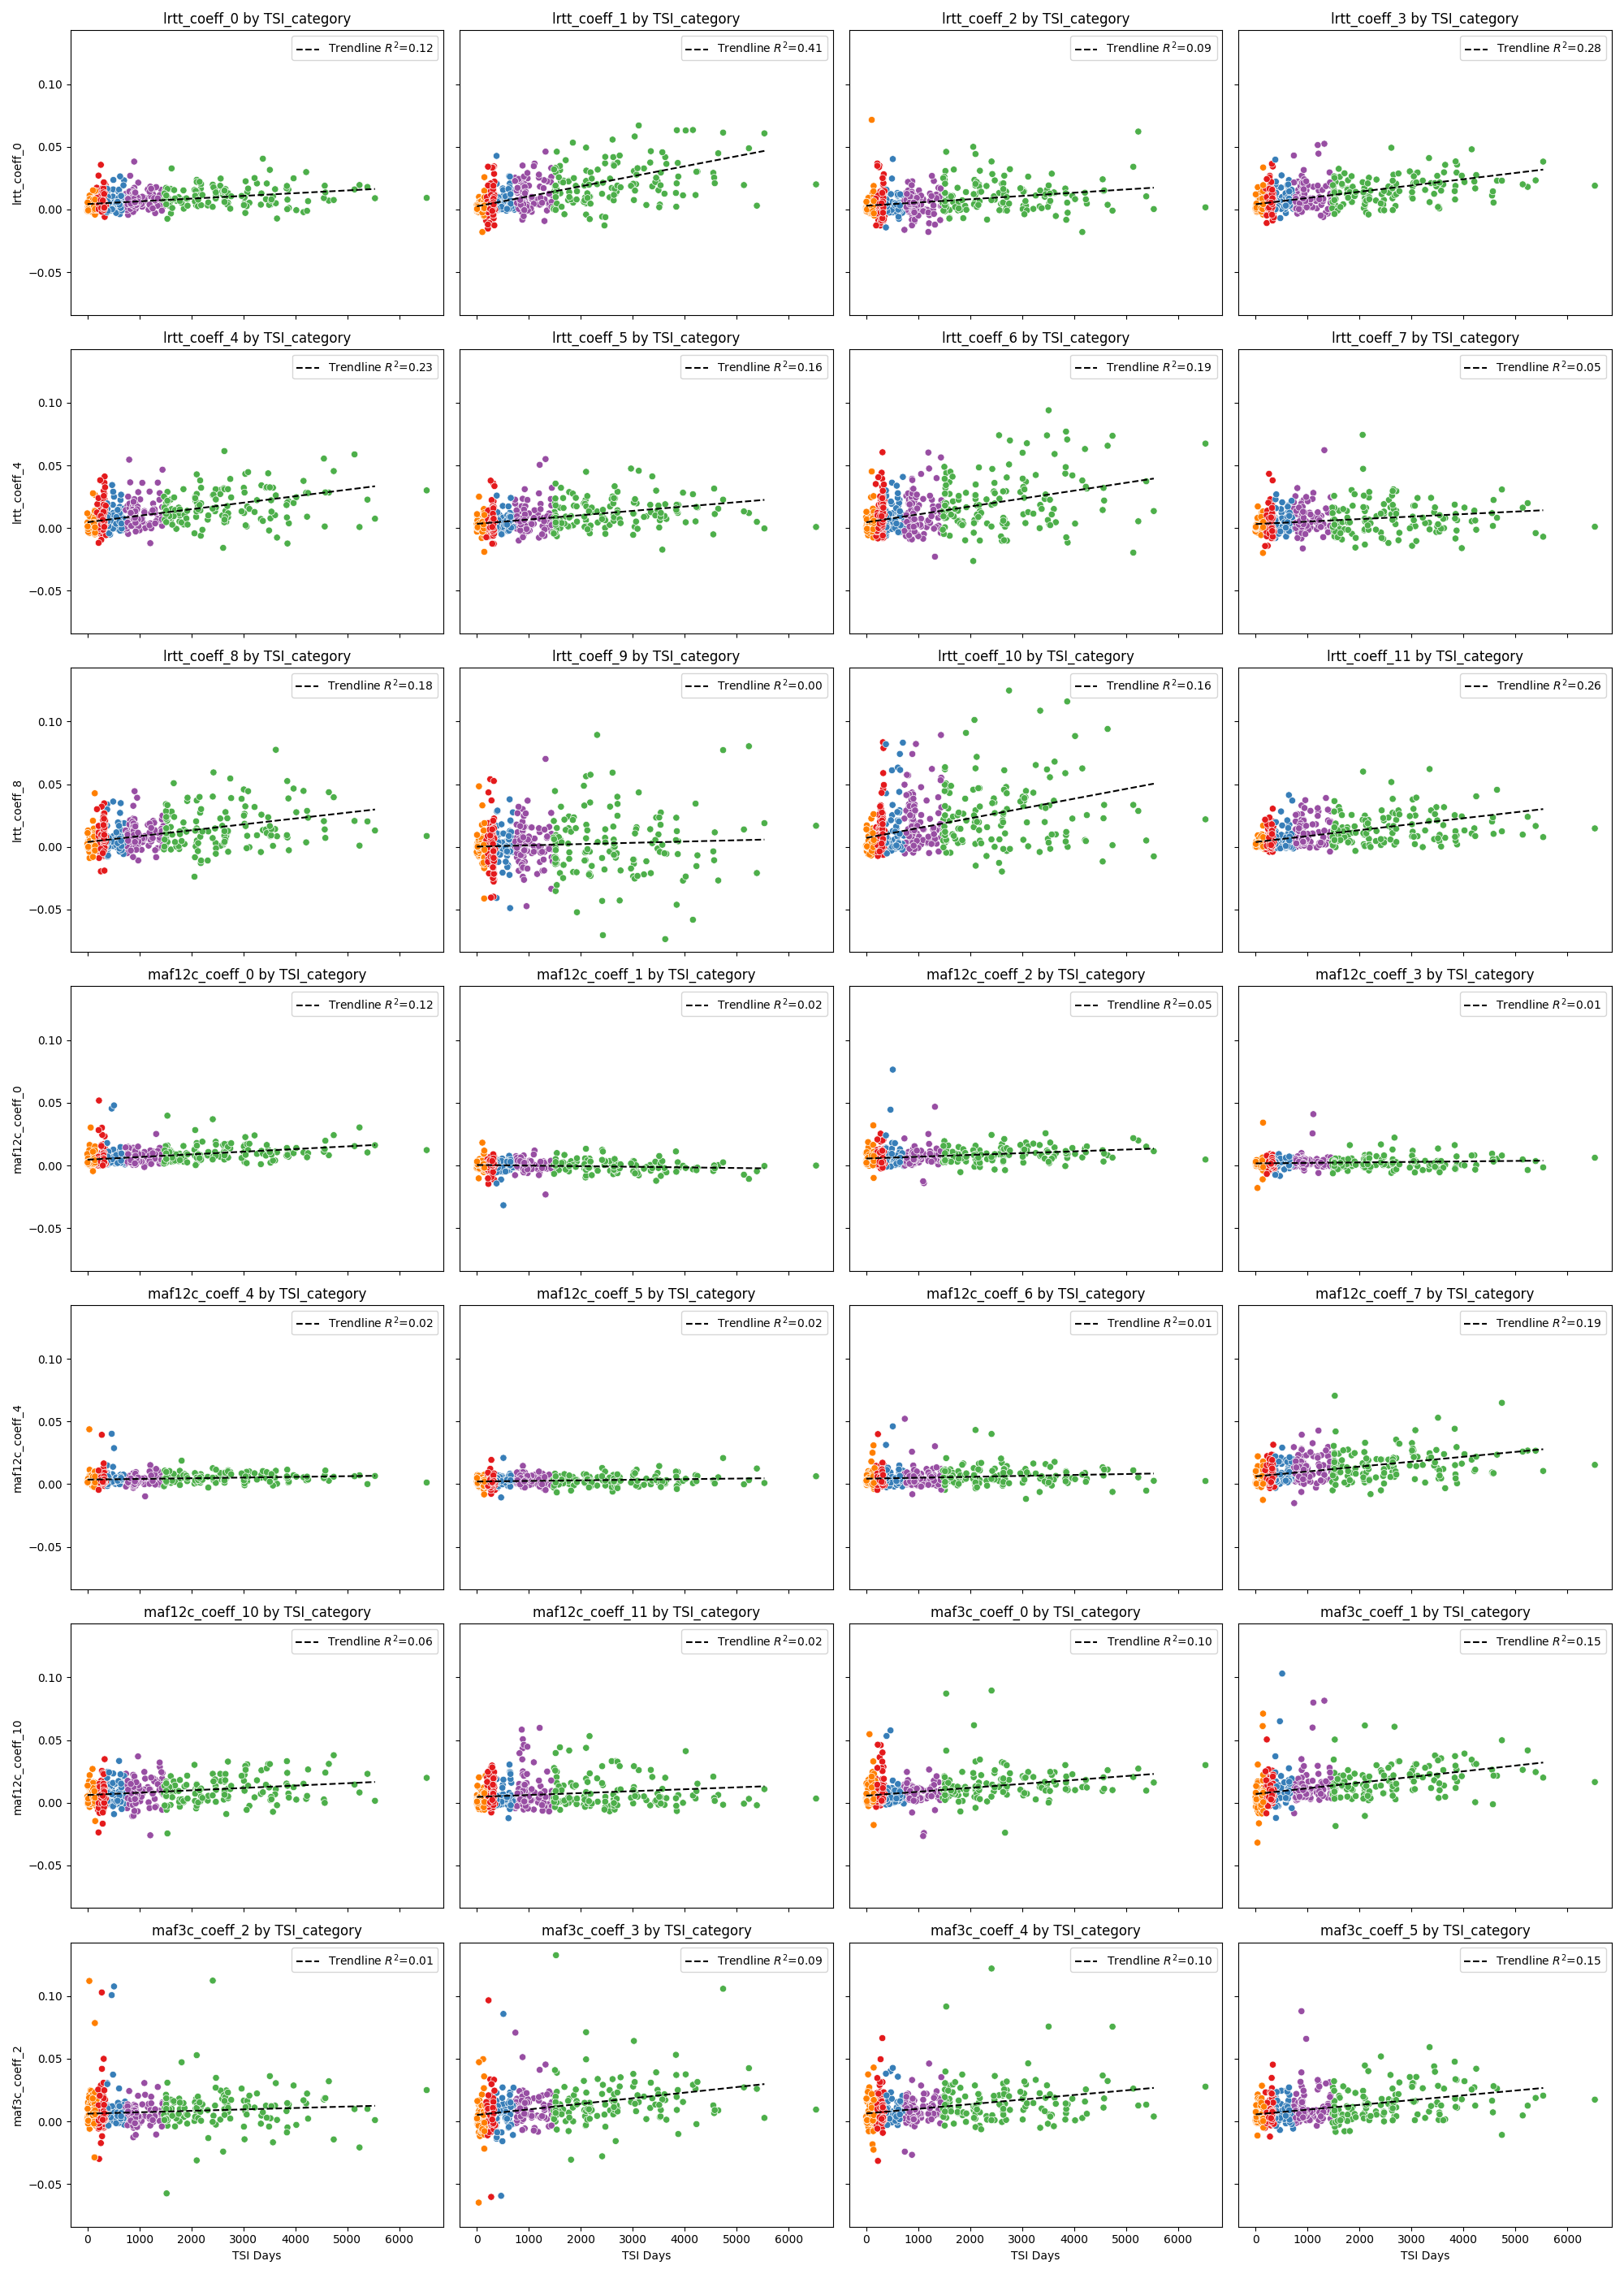 lrtt_coeff_0 by TSI_category lrtt_coeff_1 by TSI_category lrtt_coeff_2 by TSI_category lrtt_coeff_3 by TSI_category
Trendline R²=0.12 Trendline R²=0.41 Trendline R²=0.09 Trendline R²=0.28
0.10
0.05
0.00
−0.05
lrtt_coeff_0
lrtt_coeff_4 by TSI_category lrtt_coeff_5 by TSI_category lrtt_coeff_6 by TSI_category lrtt_coeff_7 by TSI_category
Trendline R²=0.23 Trendline R²=0.16 Trendline R²=0.19 Trendline R²=0.05
0.10
0.05
0.00
−0.05
lrtt_coeff_4
lrtt_coeff_8 by TSI_category lrtt_coeff_9 by TSI_category lrtt_coeff_10 by TSI_category lrtt_coeff_11 by TSI_category
Trendline R²=0.18 Trendline R²=0.00 Trendline R²=0.16 Trendline R²=0.26
0.10
0.05
0.00
−0.05
lrtt_coeff_8
maf12c_coeff_0 by TSI_category maf12c_coeff_1 by TSI_category maf12c_coeff_2 by TSI_category maf12c_coeff_3 by TSI_category
Trendline R²=0.12 Trendline R²=0.02 Trendline R²=0.05 Trendline R²=0.01
0.10
0.05
0.00
−0.05
maf12c_coeff_0
maf12c_coeff_4 by TSI_category maf12c_coeff_5 by TSI_category maf12c_coeff_6 by TSI_category maf12c_coeff_7 by TSI_category
Trendline R²=0.02 Trendline R²=0.02 Trendline R²=0.01 Trendline R²=0.19
0.10
0.05
0.00
−0.05
maf12c_coeff_4
maf12c_coeff_10 by TSI_category maf12c_coeff_11 by TSI_category maf3c_coeff_0 by TSI_category maf3c_coeff_1 by TSI_category
Trendline R²=0.06 Trendline R²=0.02 Trendline R²=0.10 Trendline R²=0.15
0.10
0.05
0.00
−0.05
maf12c_coeff_10
maf3c_coeff_2 by TSI_category maf3c_coeff_3 by TSI_category maf3c_coeff_4 by TSI_category maf3c_coeff_5 by TSI_category
Trendline R²=0.01 Trendline R²=0.09 Trendline R²=0.10 Trendline R²=0.15
0.10
0.05
0.00
−0.05
maf3c_coeff_2
0 1000 2000 3000 4000 5000 6000 0 1000 2000 3000 4000 5000 6000 0 1000 2000 3000 4000 5000 6000 0 1000 2000 3000 4000 5000 6000
TSI Days TSI Days TSI Days TSI Days